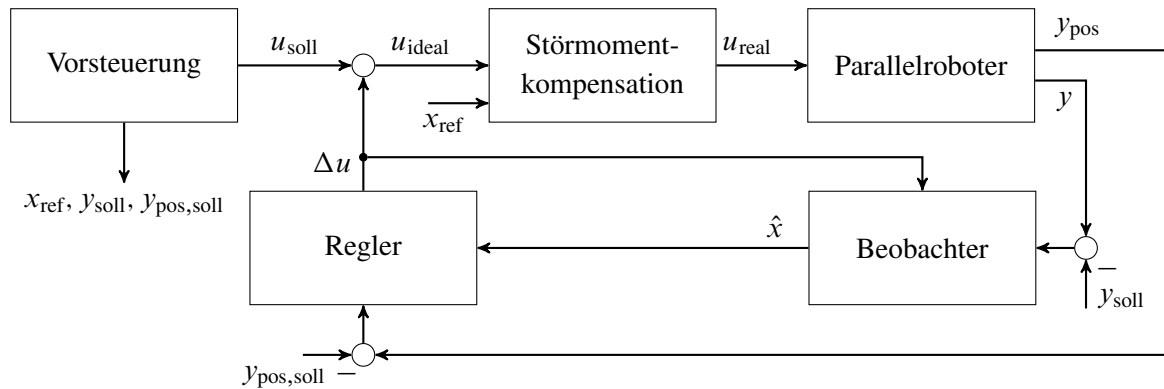 Vorsteuerung
u_soll
u_ideal
Störmoment-
kompensation
u_real
Parallelroboter
y_pos
y
x_ref
Δu
x_ref, y_soll, y_pos,soll
Regler
x̂
Beobachter
−
y_soll
y_pos,soll −